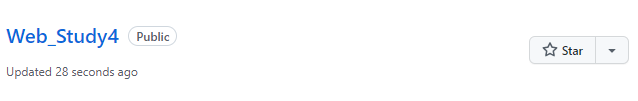 Web_Study4 Public
Star
Updated 28 seconds ago